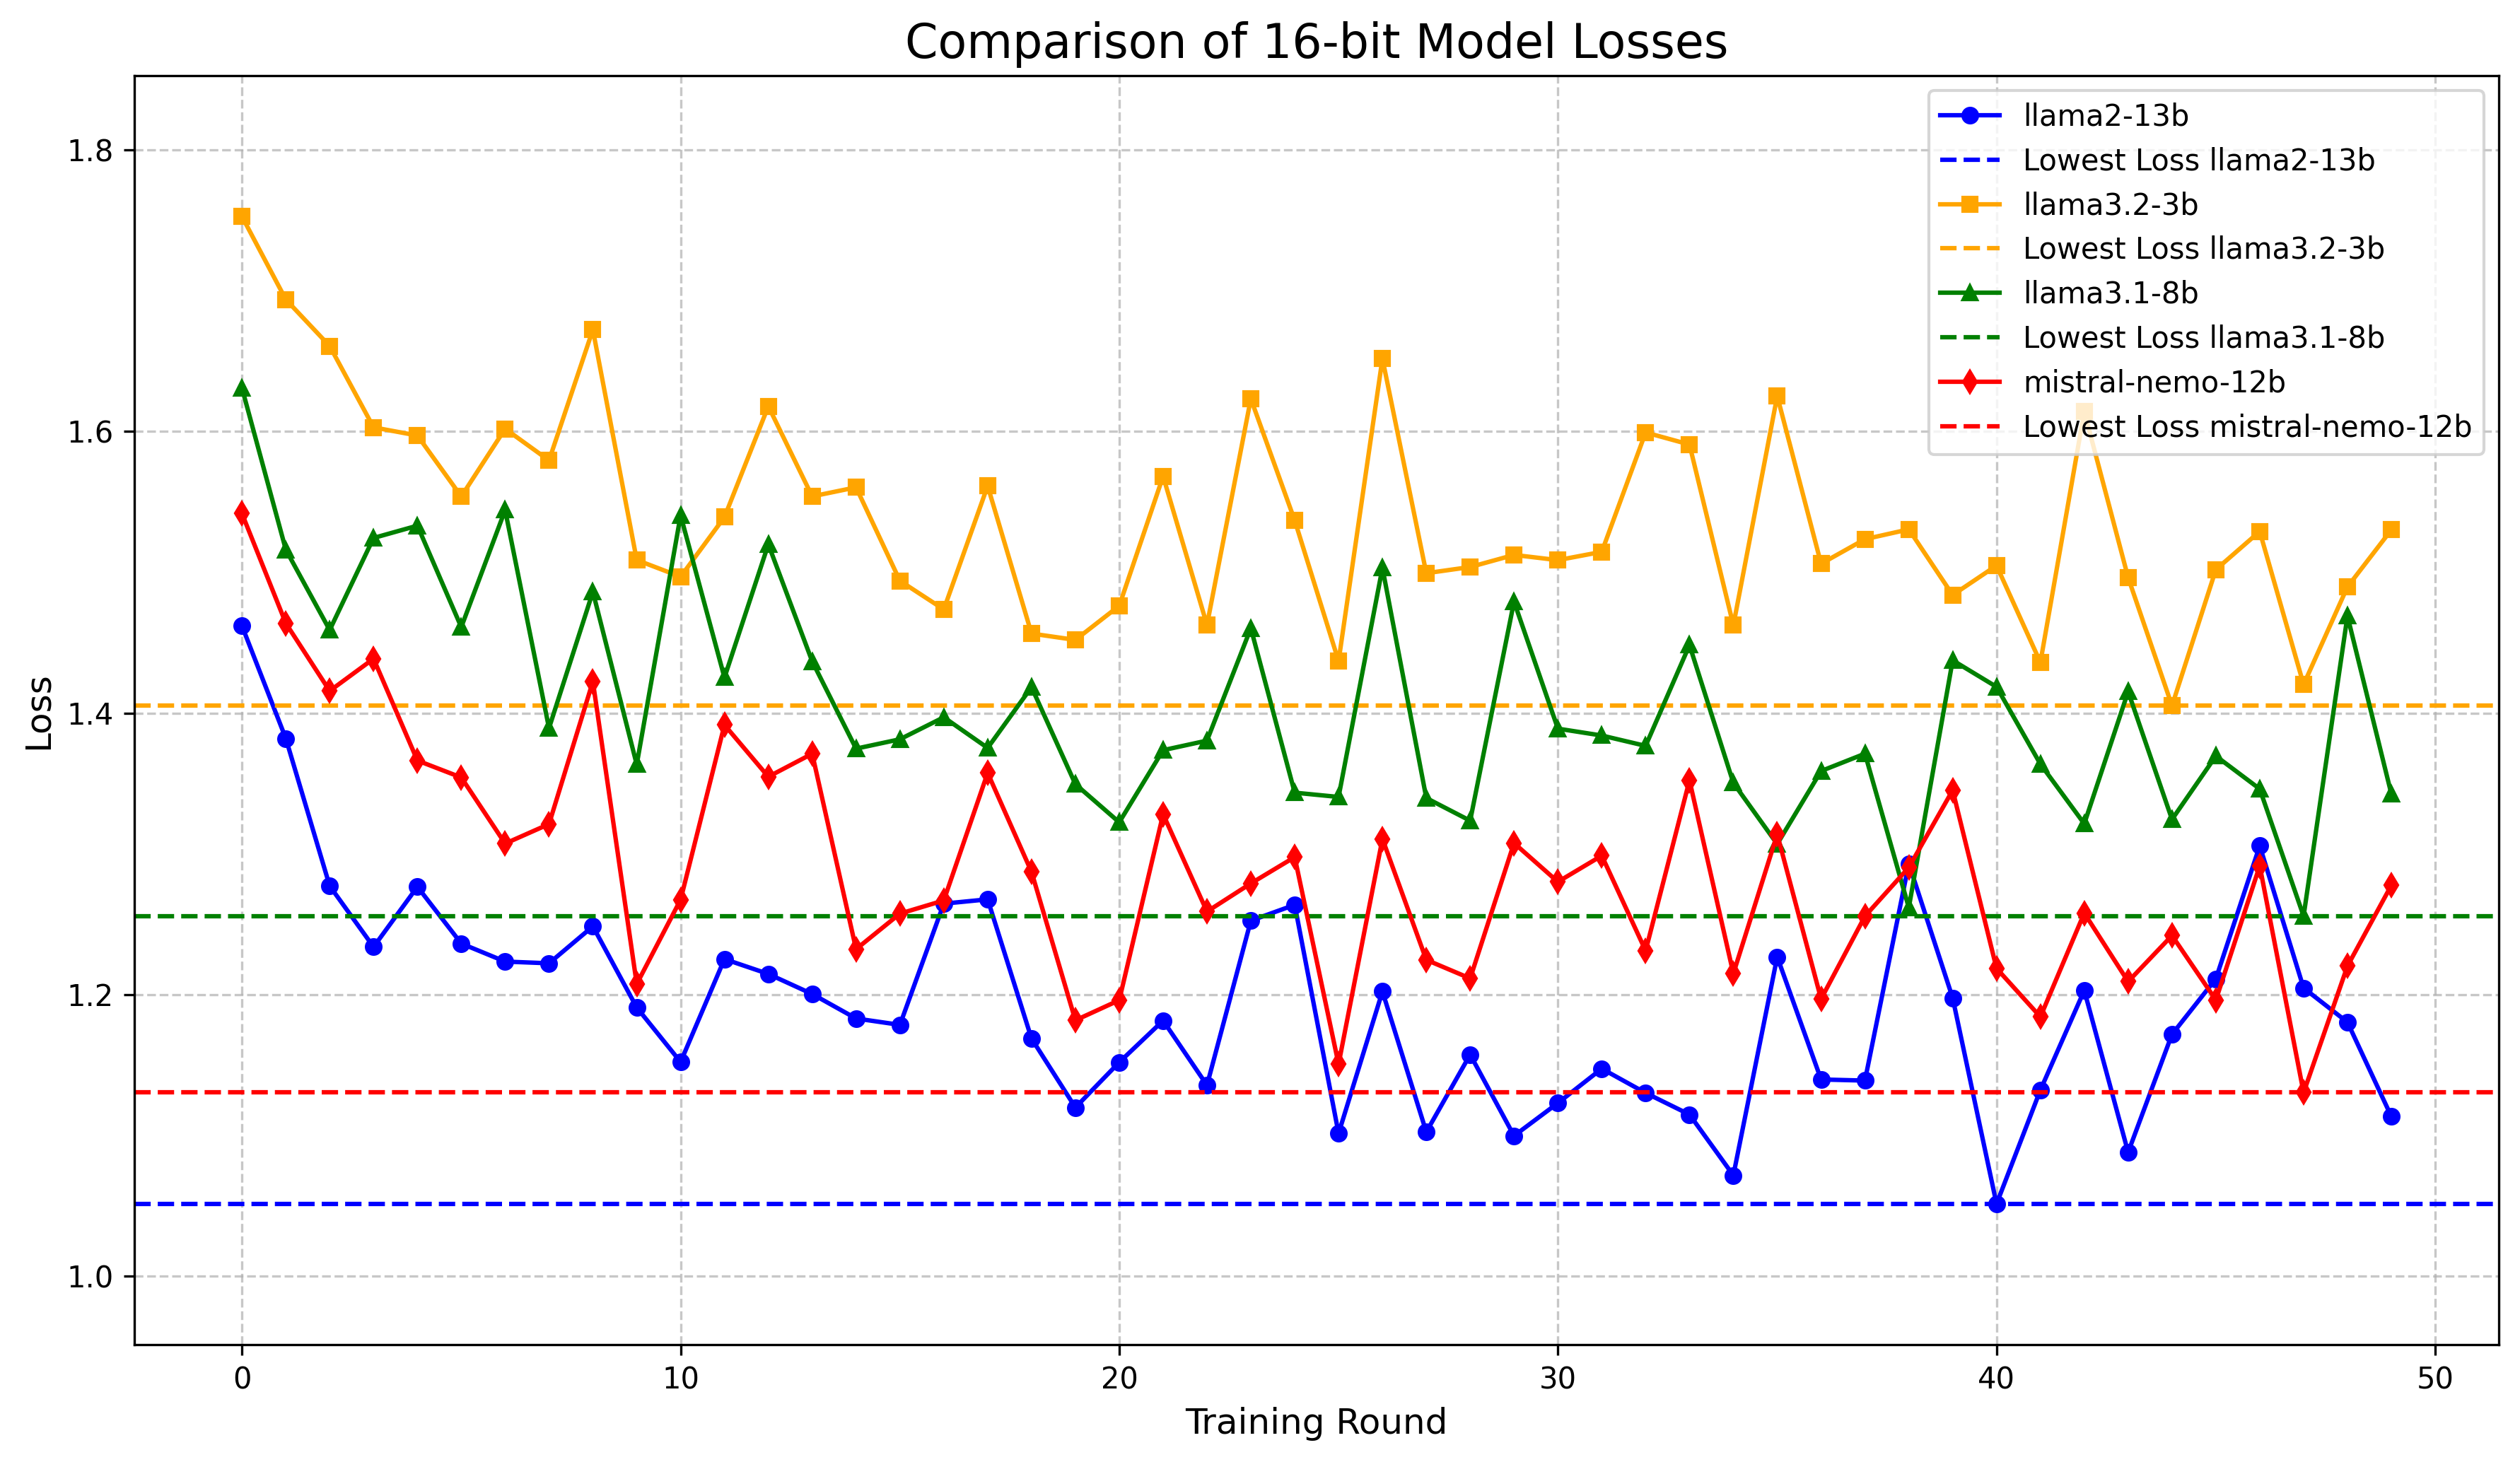 Comparison of 16-bit Model Losses
llama2-13b
Lowest Loss llama2-13b
llama3.2-3b
Lowest Loss llama3.2-3b
llama3.1-8b
Lowest Loss llama3.1-8b
mistral-nemo-12b
Lowest Loss mistral-nemo-12b
Loss
1.8
1.6
1.4
1.2
1.0
0 10 20 30 40 50
Training Round